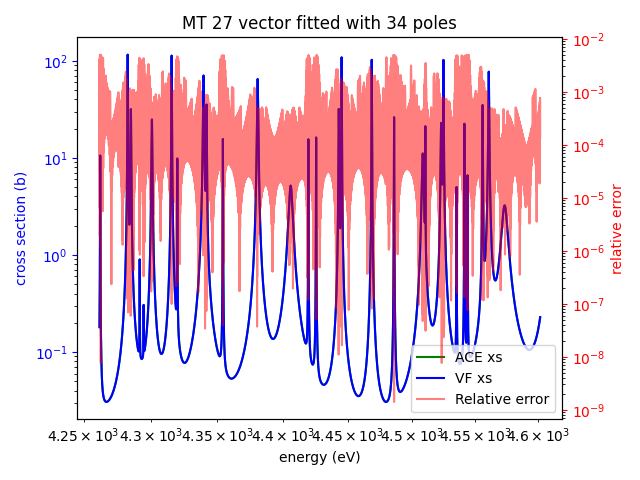 MT 27 vector fitted with 34 poles
cross section (b)
10²
10¹
10⁰
10⁻¹
10⁻²
10⁻³
10⁻⁴
10⁻⁵
10⁻⁶
10⁻⁷
10⁻⁸
10⁻⁹
relative error
ACE xs
VF xs
Relative error
4.25 × 10³ 4.3 × 10³ 4.35 × 10³ 4.4 × 10³ 4.45 × 10³ 4.5 × 10³ 4.55 × 10³ 4.6 × 10³
energy (eV)